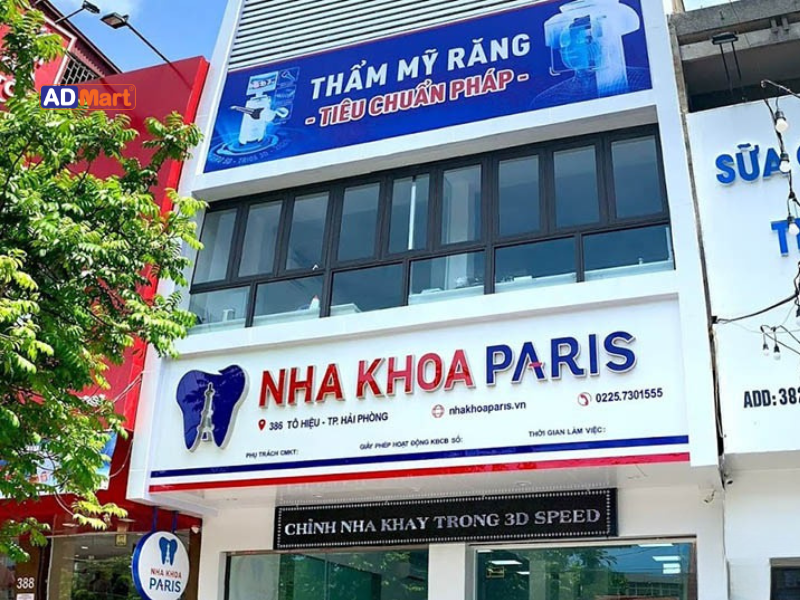 AD Mart
THẨM MỸ RĂNG
- TIÊU CHUẨN PHÁP -
NHA KHOA PARIS
386 TÔ HIỆU - TP. HẢI PHÒNG
nhakhoaparis.vn
0225.7301555
PHỤ TRÁCH CMKT:
GIẤY PHÉP HOẠT ĐỘNG KBCB SỐ:
THỜI GIAN LÀM VIỆC:
CHỈNH NHA KHAY TRONG 3D SPEED
NHA KHOA
PARIS
388
SỮA
ADD: 382